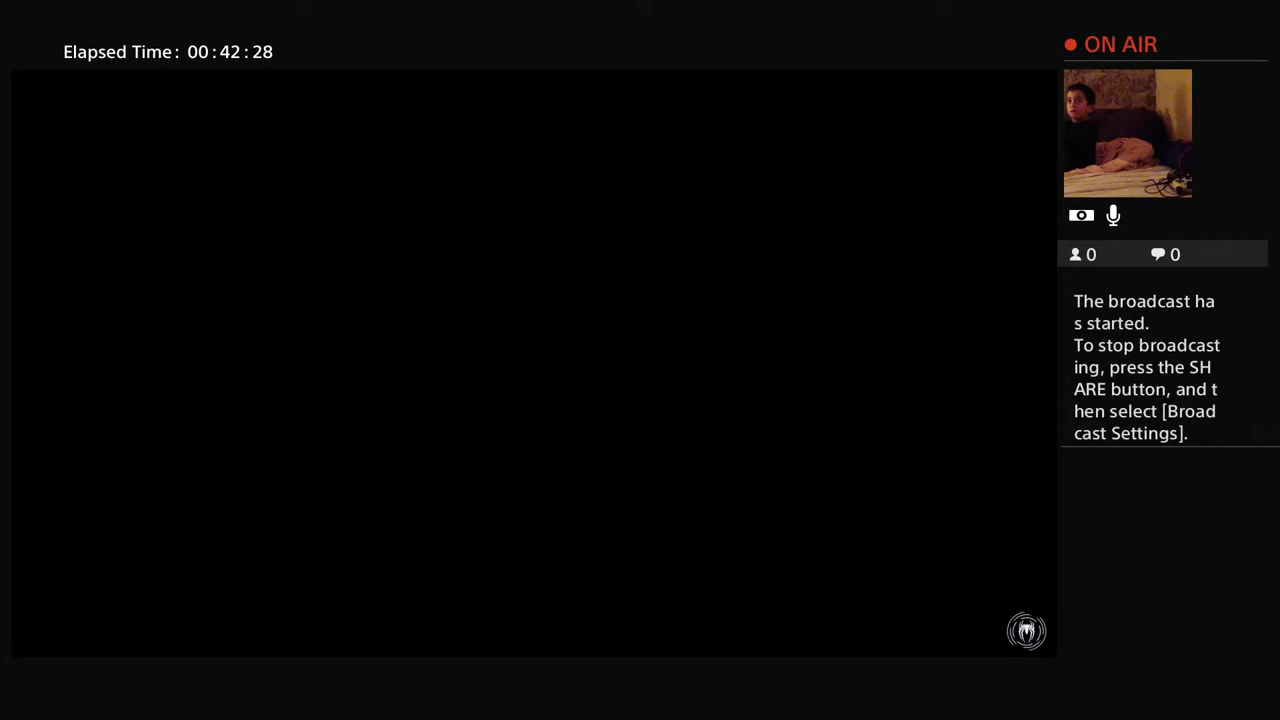 Elapsed Time: 00:42:28
ON AIR
0
0
The broadcast ha
s started.
To stop broadcast
ing, press the SH
ARE button, and t
hen select [Broad
cast Settings].